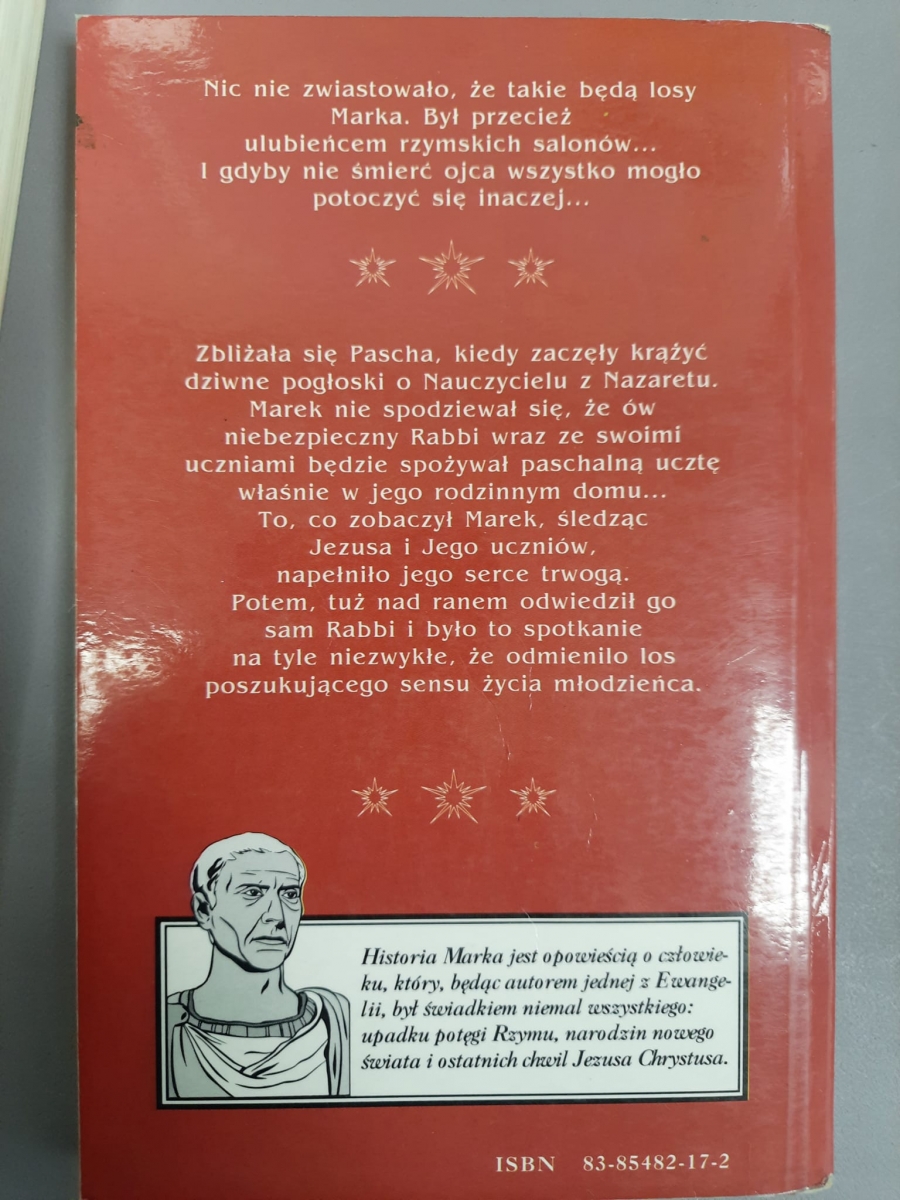 Nic nie zwiastowało, że takie będą losy
Marka. Był przecież
ulubieńcem rzymskich salonów...
I gdyby nie śmierć ojca wszystko mogło
potoczyć się inaczej...
Zbliżała się Pascha, kiedy zaczęły krążyć
dziwne pogłoski o Nauczycielu z Nazaretu.
Marek nie spodziewał się, że ów
niebezpieczny Rabbi wraz ze swoimi
uczniami będzie spożywał paschalną ucztę
właśnie w jego rodzinnym domu...
To, co zobaczył Marek, śledząc
Jezusa i Jego uczniów,
napełniło jego serce trwogą.
Potem, tuż nad ranem odwiedził go
sam Rabbi i było to spotkanie
na tyle niezwykłe, że odmieniło los
poszukującego sensu życia młodzieńca.
Historia Marka jest opowieścią o człowie-
ku, który, będąc autorem jednej z Ewange-
lii, był świadkiem niemal wszystkiego:
upadku potęgi Rzymu, narodzin nowego
świata i ostatnich chwil Jezusa Chrystusa.
ISBN 83-85482-17-2